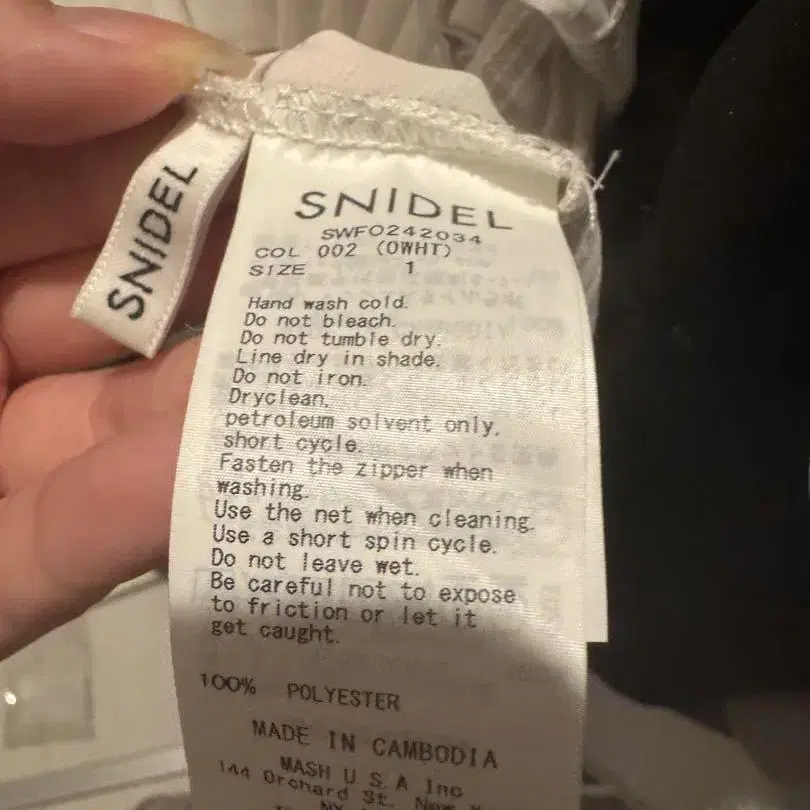 SNIDEL
SNIDEL
SWFO242034
COL 002 (OWHT)
SIZE 1
Hand wash cold.
Do not bleach.
Do not tumble dry.
Line dry in shade.
Do not iron.
Dryclean,
petroleum solvent only,
short cycle.
Fasten the zipper when
washing.
Use the net when cleaning.
Use a short spin cycle.
Do not leave wet.
Be careful not to expose
to friction or let it
get caught.
100% POLYESTER
MADE IN CAMBODIA
MASH U S A Inc
144 Orchard St. New
NY